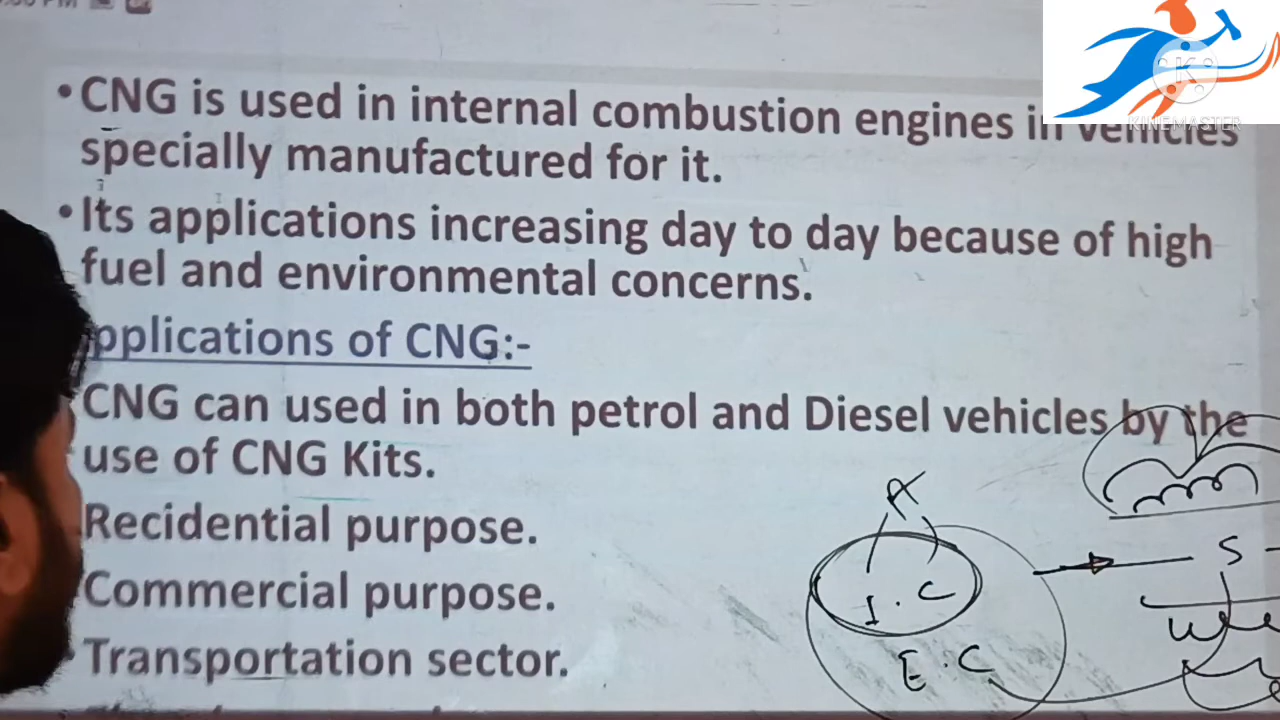 PM
• CNG is used in internal combustion engines in vehicles
KINEMASTER
specially manufactured for it.
• Its applications increasing day to day because of high
fuel and environmental concerns.
pplications of CNG:-
CNG can used in both petrol and Diesel vehicles by the
use of CNG Kits.
Recidential purpose.
A
Commercial purpose.
I.C
S
Transportation sector.
E.C